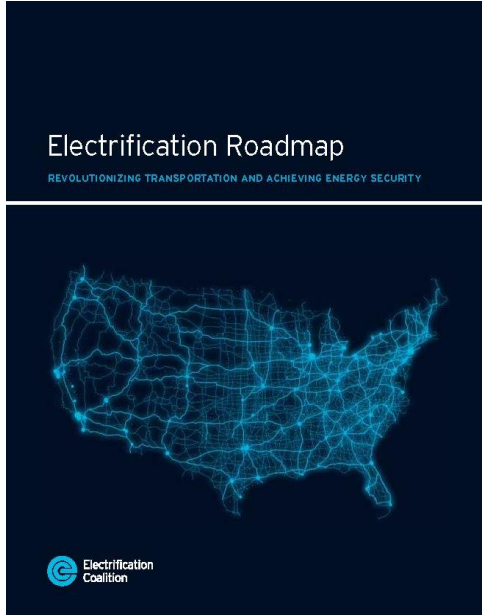 Electrification Roadmap
REVOLUTIONIZING TRANSPORTATION AND ACHIEVING ENERGY SECURITY
Electrification
Coalition